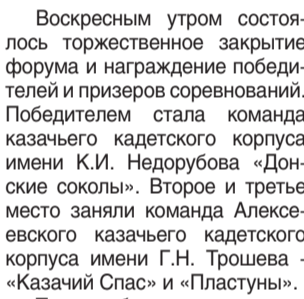 Воскресным утром состоя-
лось торжественное закрытие
форума и награждение победи-
телей и призеров соревнований.
Победителем стала команда
казачьего кадетского корпуса
имени К.И. Недорубова «Дон-
ские соколы». Второе и третье
место заняли команда Алексе-
евского казачьего кадетского
корпуса имени Г.Н. Трошева -
«Казачий Спас» и «Пластуны».